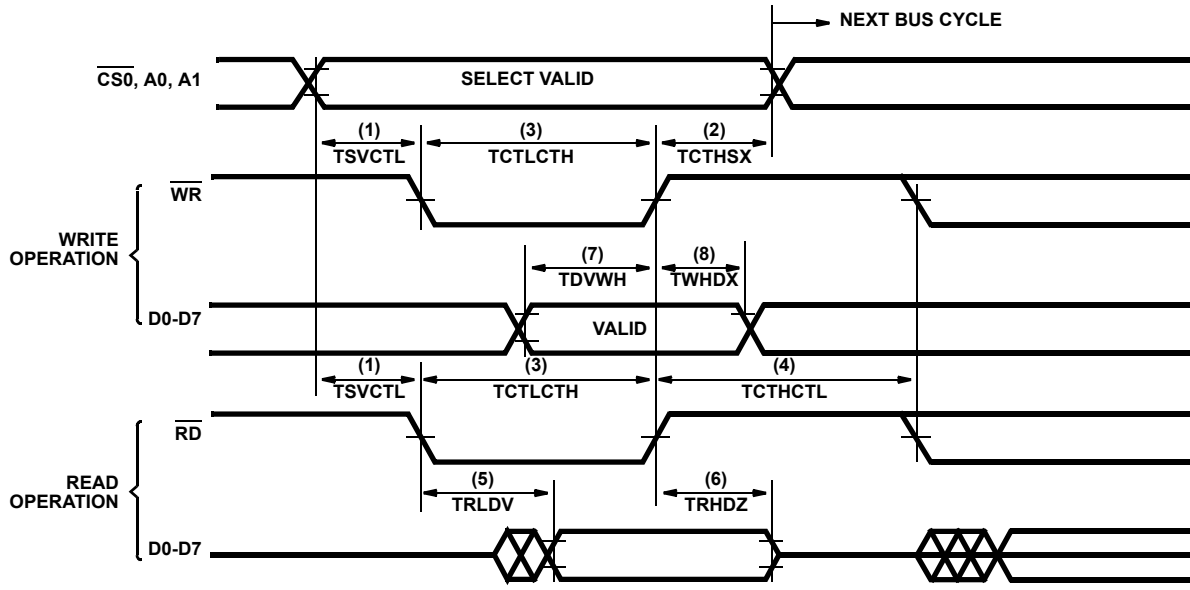 NEXT BUS CYCLE
CS0, A0, A1
SELECT VALID
(1) (3) (2)
TSVCTL TCTLCTH TCTHSX
WR
WRITE
OPERATION
(7) (8)
TDVWH TWHDX
D0-D7
VALID
(1) (3) (4)
TSVCTL TCTLCTH TCTHCTL
RD
READ
OPERATION
(5) (6)
TRLDV TRHDZ
D0-D7